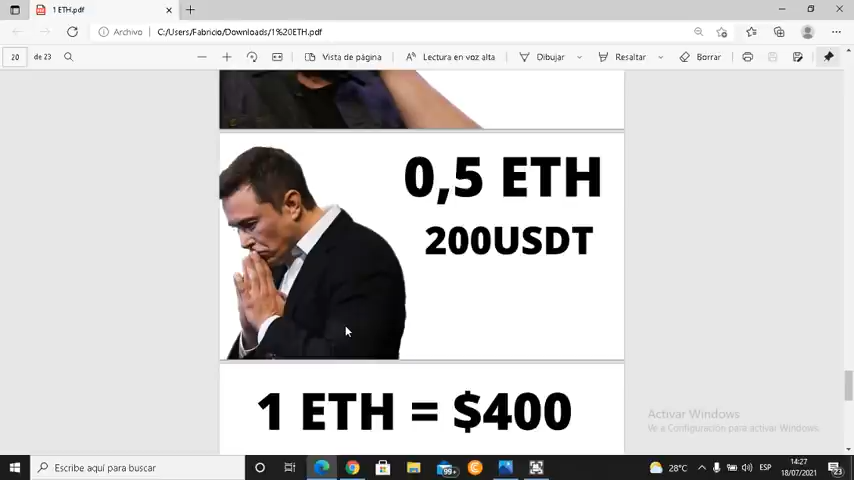 1 ETH.pdf
Archivo
C:/Users/Fabricio/Downloads/1%20ETH.pdf
20
de 23
Vista de página
Lectura en voz alta
Dibujar
Resaltar
Borrar
0,5 ETH
200USDT
1 ETH = $400
Activar Windows
Ve a Configuración para activar Windows.
Escribe aquí para buscar
99+
28°C
ESP
14:27
18/07/2021
23